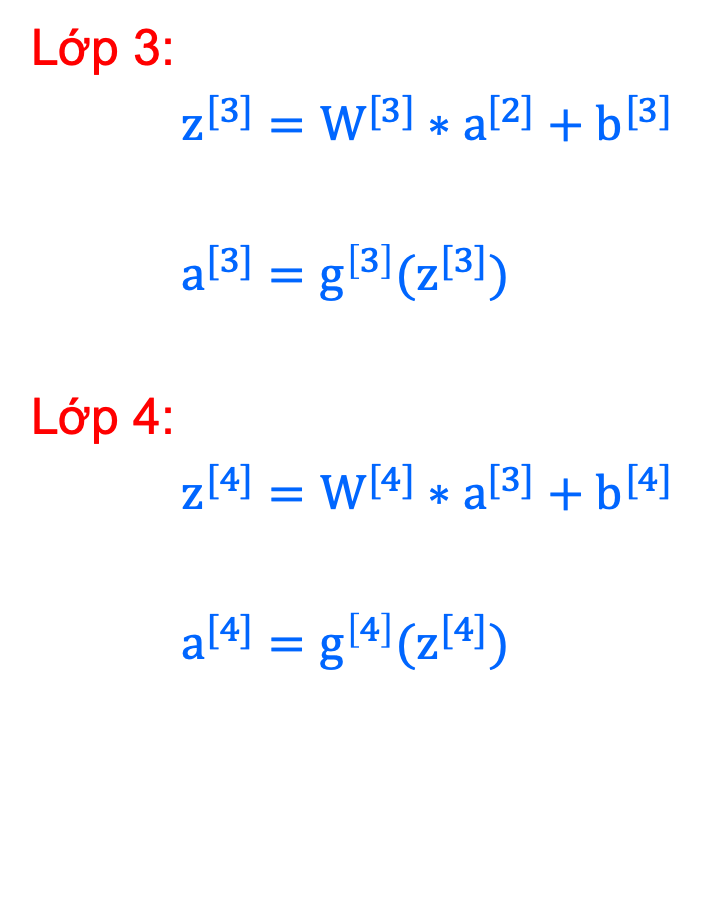 Lớp 3:
z^[3] = W^[3] * a^[2] + b^[3]
a^[3] = g^[3](z^[3])
Lớp 4:
z^[4] = W^[4] * a^[3] + b^[4]
a^[4] = g^[4](z^[4])